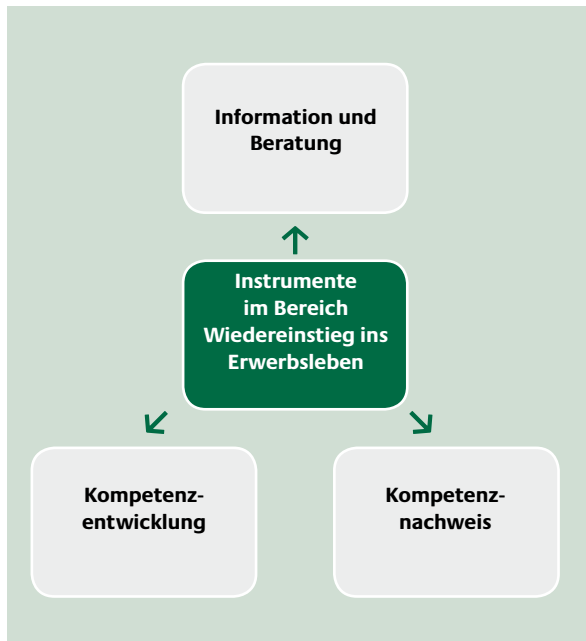 Information und
Beratung
Instrumente
im Bereich
Wiedereinstieg ins
Erwerbsleben
Kompetenz-
entwicklung
Kompetenz-
nachweis